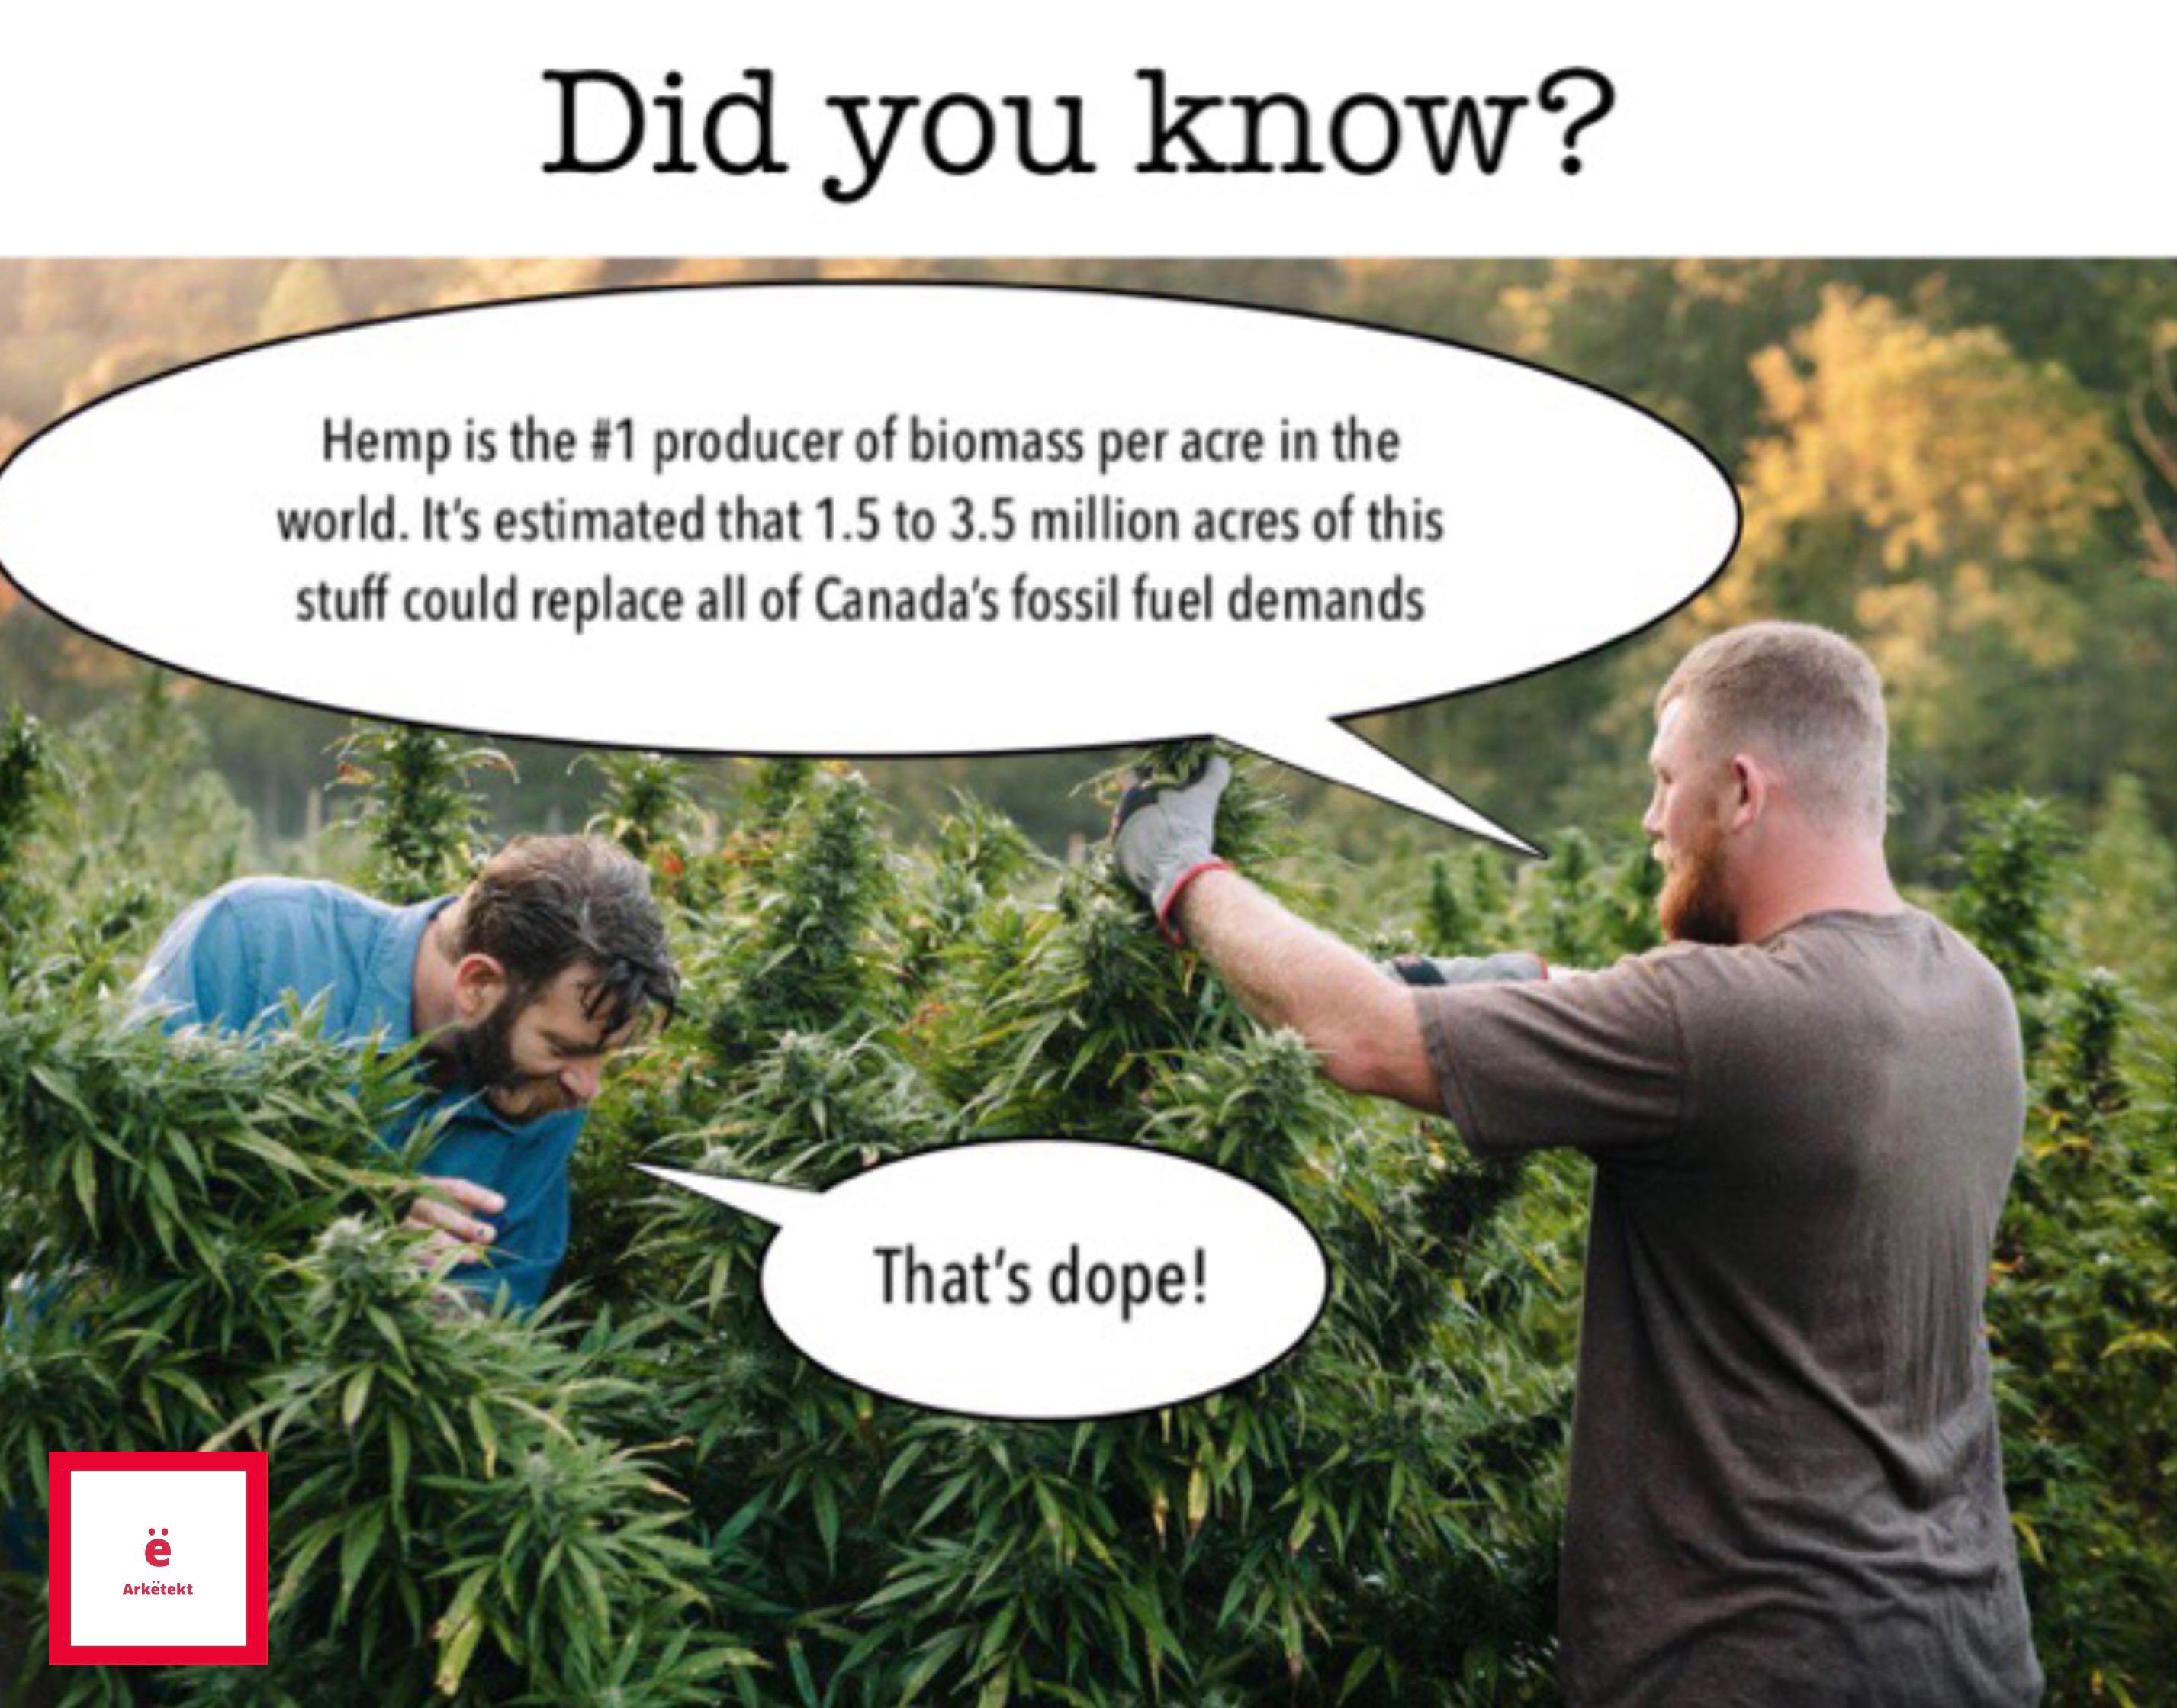 Did you know?
Hemp is the #1 producer of biomass per acre in the
world. It's estimated that 1.5 to 3.5 million acres of this
stuff could replace all of Canada's fossil fuel demands
That's dope!
ë
Arkëtekt